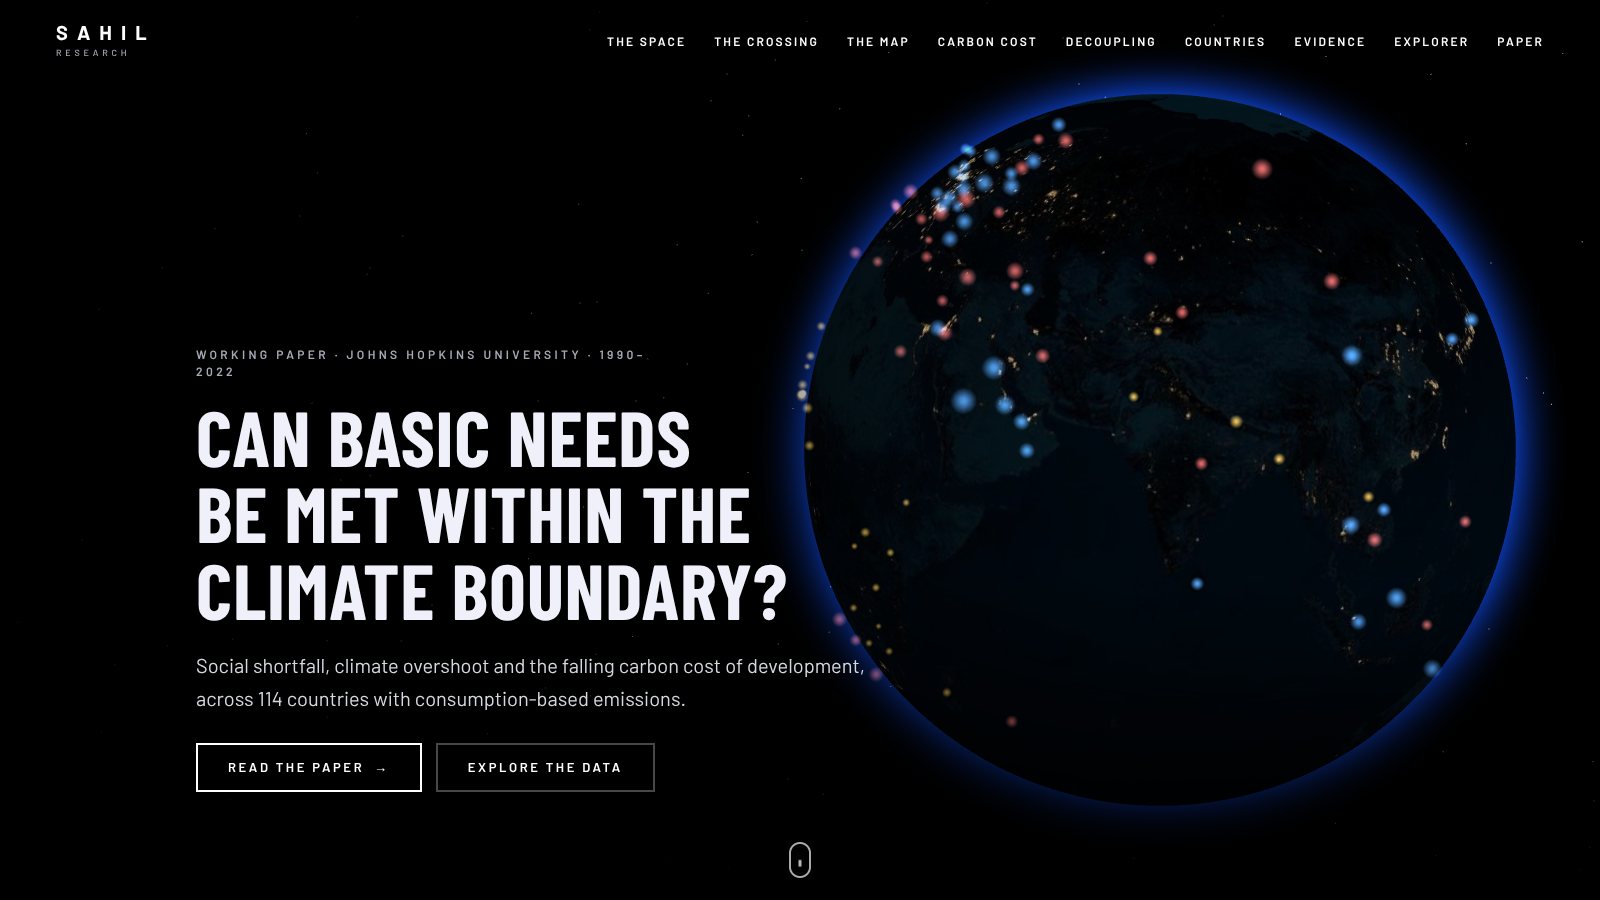 SAHIL
RESEARCH
THE SPACE
THE CROSSING
THE MAP
CARBON COST
DECOUPLING
COUNTRIES
EVIDENCE
EXPLORER
PAPER
WORKING PAPER · JOHNS HOPKINS UNIVERSITY · 1990–
2022
CAN BASIC NEEDS
BE MET WITHIN THE
CLIMATE BOUNDARY?
Social shortfall, climate overshoot and the falling carbon cost of development,
across 114 countries with consumption-based emissions.
READ THE PAPER →
EXPLORE THE DATA